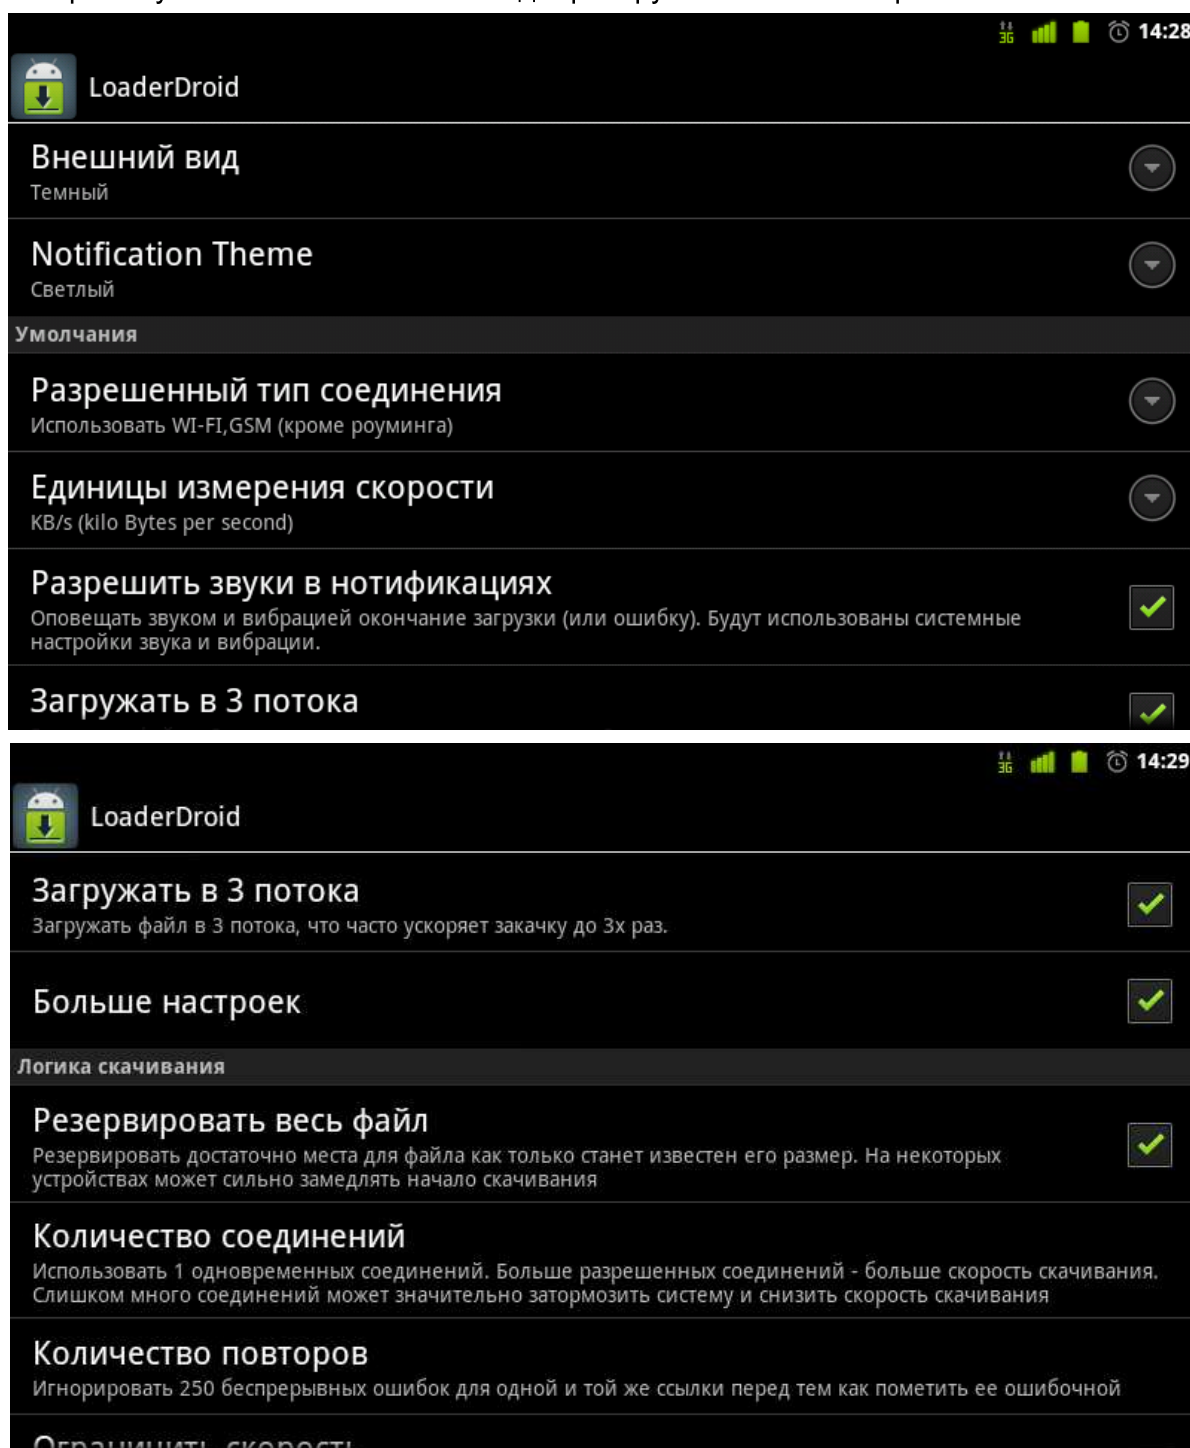 3G 14:28
LoaderDroid
Внешний вид
Темный
Notification Theme
Светлый
Умолчания
Разрешенный тип соединения
Использовать WI-FI,GSM (кроме роуминга)
Единицы измерения скорости
KB/s (kilo Bytes per second)
Разрешить звуки в нотификациях
Оповещать звуком и вибрацией окончание загрузки (или ошибку). Будут использованы системные
настройки звука и вибрации.
Загружать в 3 потока
3G 14:29
LoaderDroid
Загружать в 3 потока
Загружать файл в 3 потока, что часто ускоряет закачку до 3х раз.
Больше настроек
Логика скачивания
Резервировать весь файл
Резервировать достаточно места для файла как только станет известен его размер. На некоторых
устройствах может сильно замедлять начало скачивания
Количество соединений
Использовать 1 одновременных соединений. Больше разрешенных соединений - больше скорость скачивания.
Слишком много соединений может значительно затормозить систему и снизить скорость скачивания
Количество повторов
Игнорировать 250 беспрерывных ошибок для одной и той же ссылки перед тем как пометить ее ошибочной
Ограничить скорость